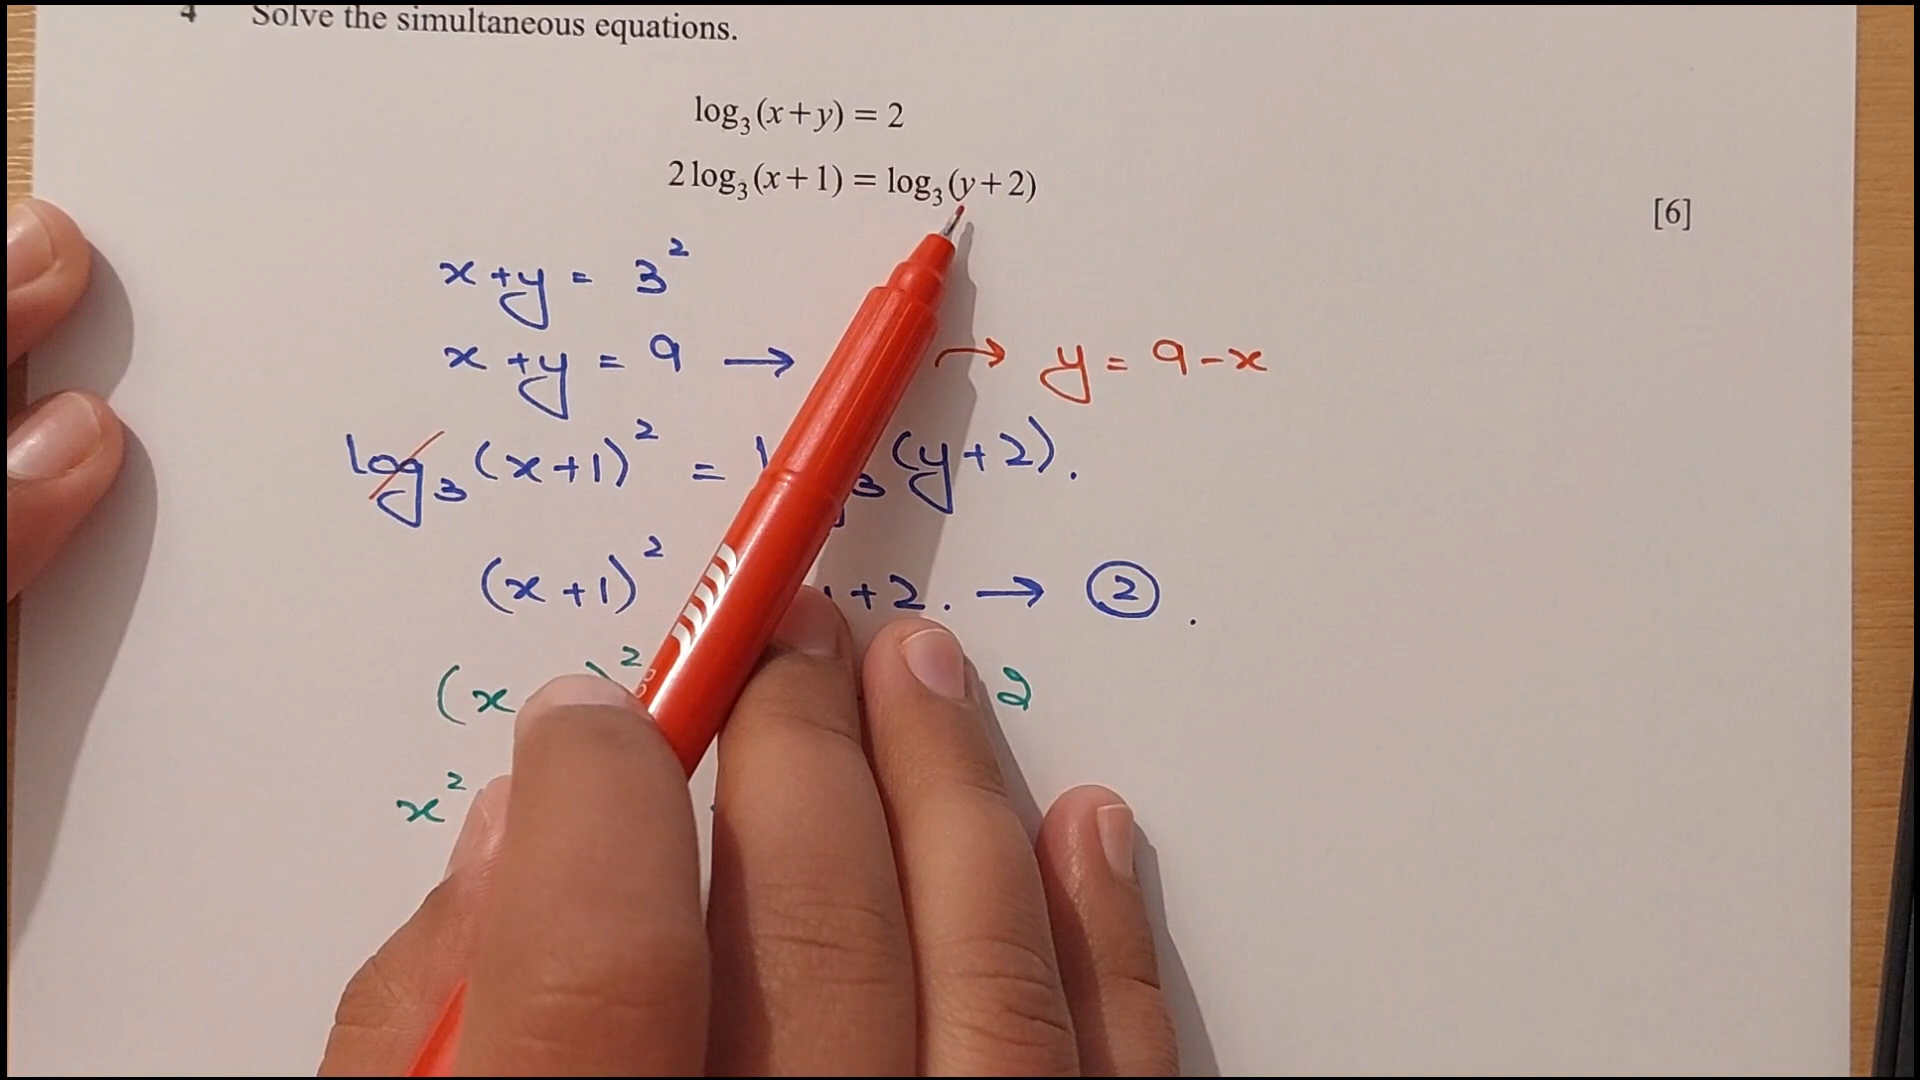 4 Solve the simultaneous equations.
log₃(x+y) = 2
2log₃(x+1) = log₃(y+2)
[6]
x+y = 3²
x+y = 9 → → y = 9-x
log₃(x+1)² = ₃(y+2).
(x+1)² +2. → ②.
(x )² 2
x²